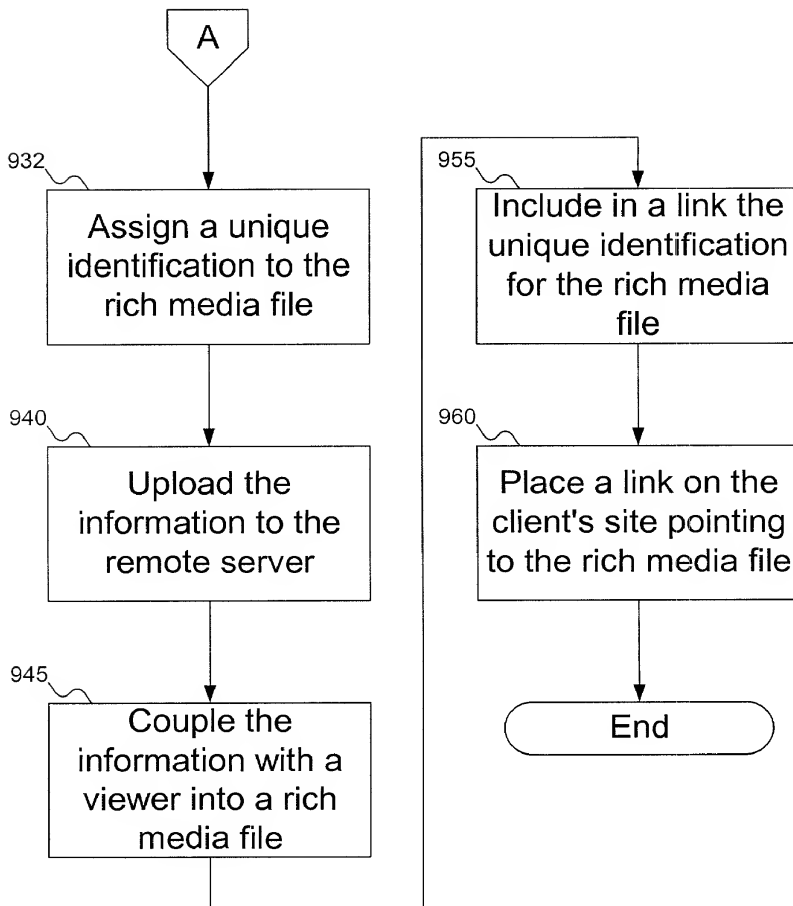 A
932
Assign a unique
identification to the
rich media file
940
Upload the
information to the
remote server
945
Couple the
information with a
viewer into a rich
media file
955
Include in a link the
unique identification
for the rich media
file
960
Place a link on the
client's site pointing
to the rich media file
End